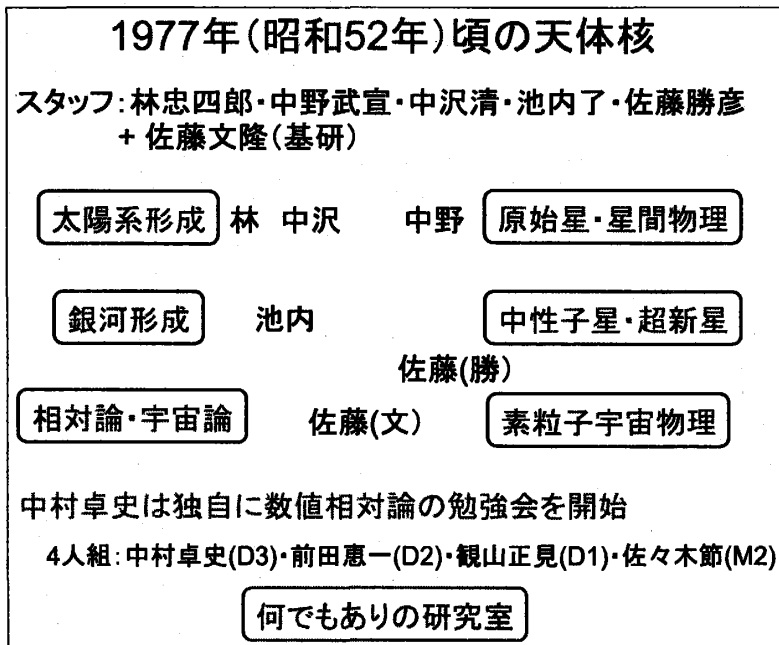 1977年(昭和52年)頃の天体核
スタッフ:林忠四郎・中野武宣・中沢清・池内了・佐藤勝彦
+ 佐藤文隆(基研)
太陽系形成 林 中沢 中野 原始星・星間物理
銀河形成 池内 中性子星・超新星
佐藤(勝)
相対論・宇宙論 佐藤(文) 素粒子宇宙物理
中村卓史は独自に数値相対論の勉強会を開始
4人組:中村卓史(D3)・前田恵一(D2)・観山正見(D1)・佐々木節(M2)
何でもありの研究室